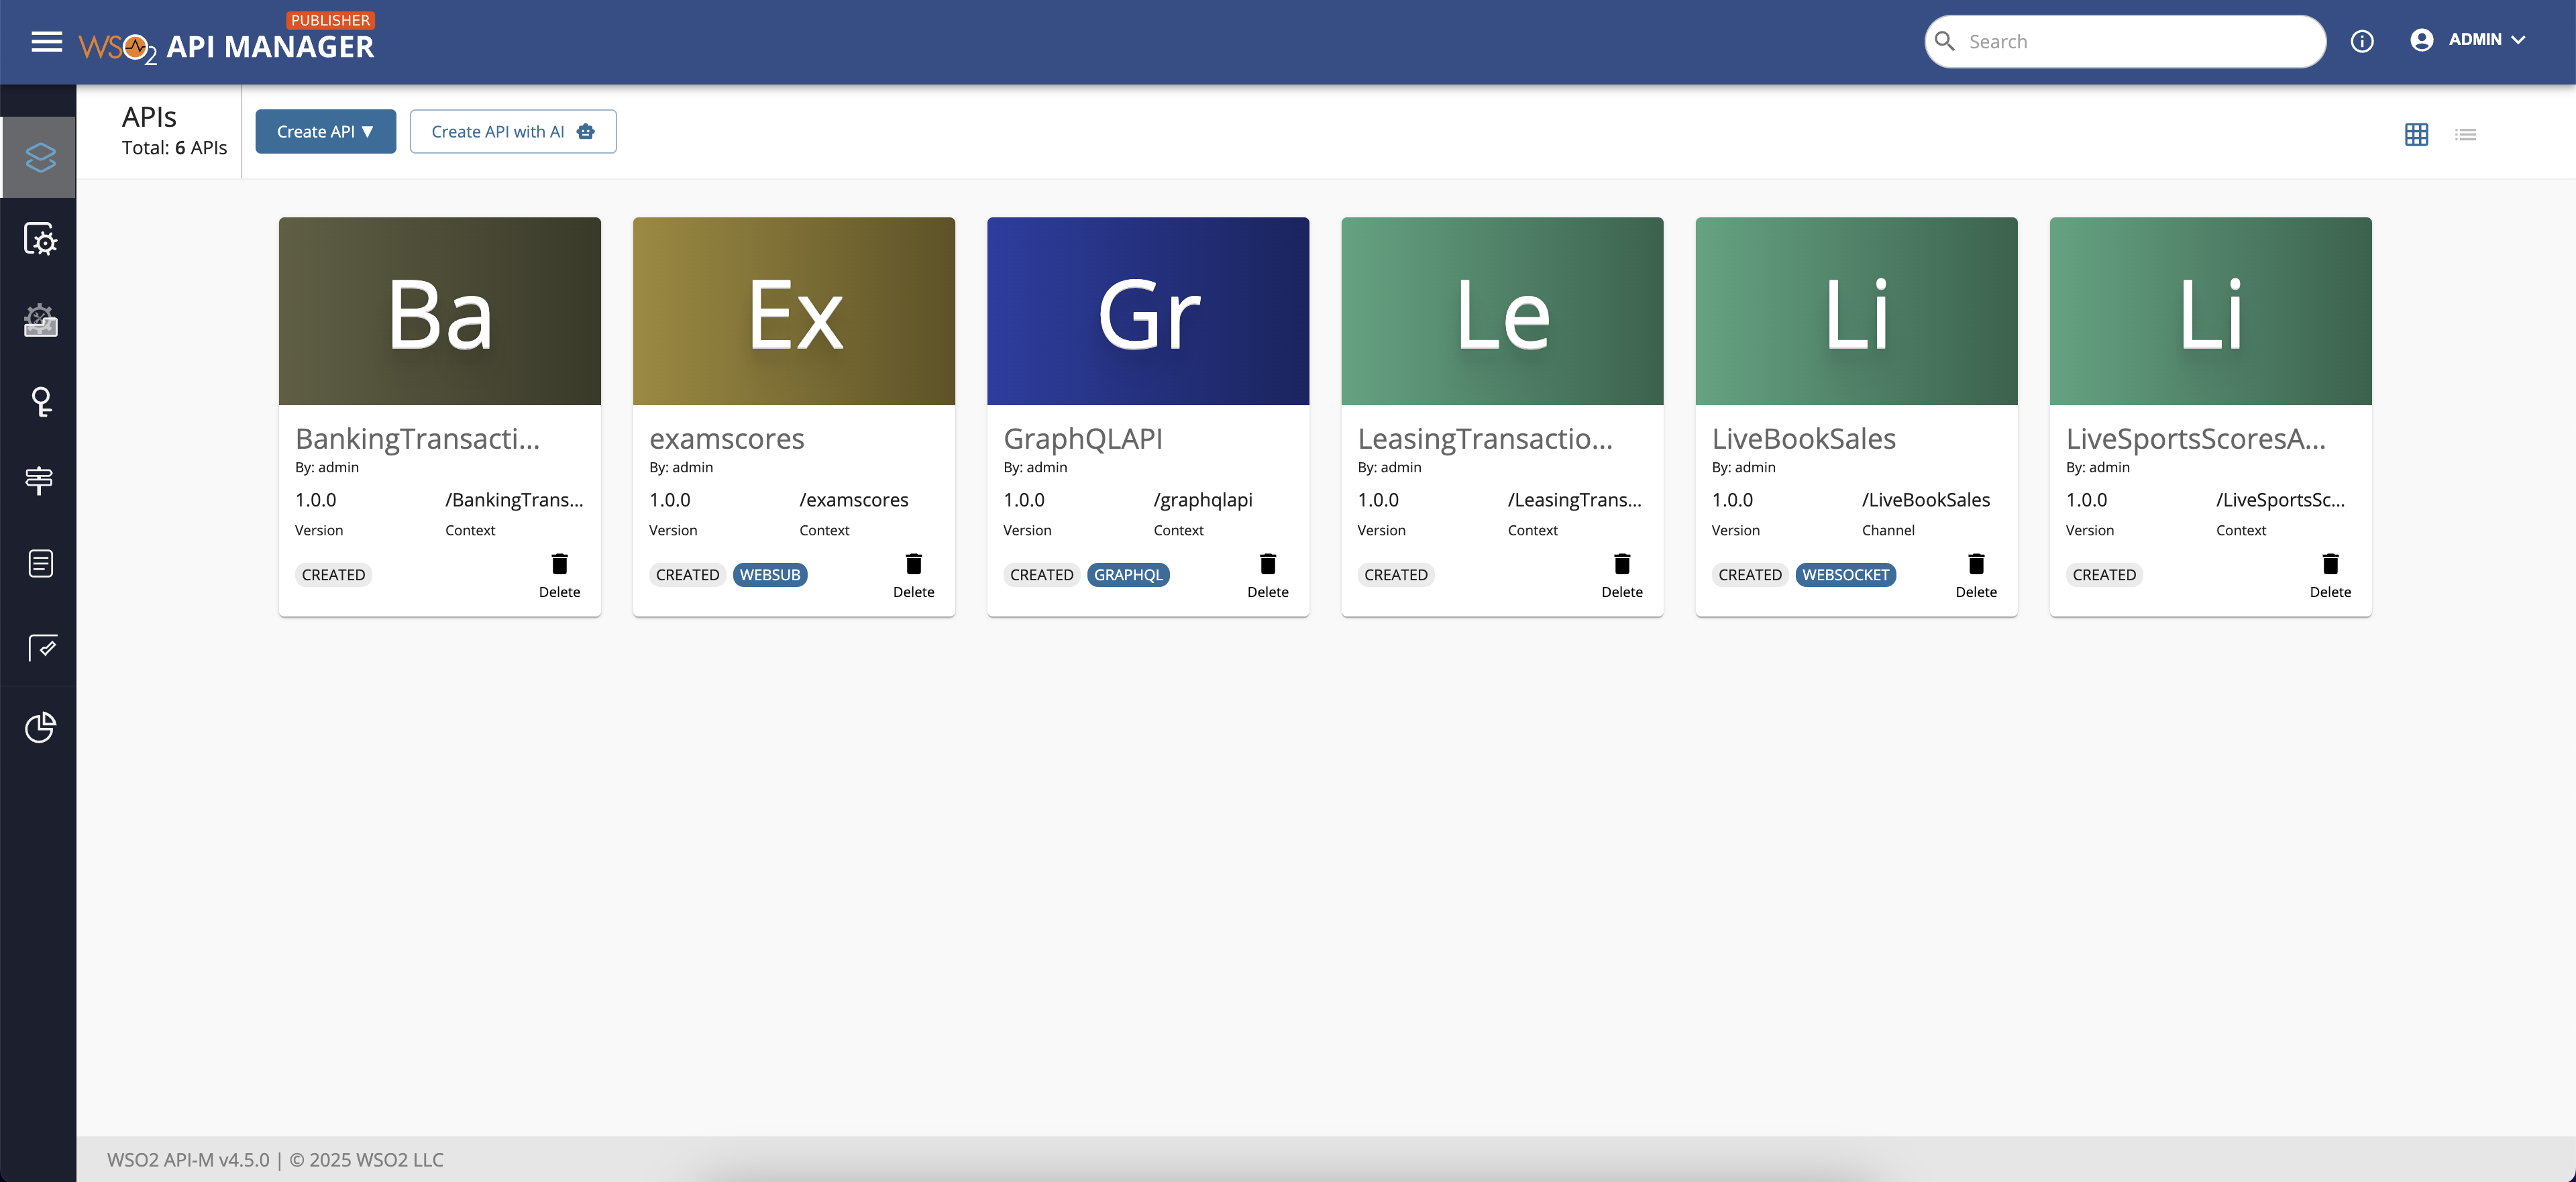 PUBLISHER
WSO2 API MANAGER
Search
ADMIN
APIs
Total: 6 APIs
Create API ▼
Create API with AI
Ba
BankingTransacti...
By: admin
1.0.0
/BankingTrans...
Version
Context
CREATED
Delete
Ex
examscores
By: admin
1.0.0
/examscores
Version
Context
CREATED
WEBSUB
Delete
Gr
GraphQLAPI
By: admin
1.0.0
/graphqlapi
Version
Context
CREATED
GRAPHQL
Delete
Le
LeasingTransactio...
By: admin
1.0.0
/LeasingTrans...
Version
Context
CREATED
Delete
Li
LiveBookSales
By: admin
1.0.0
/LiveBookSales
Version
Channel
CREATED
WEBSOCKET
Delete
Li
LiveSportsScoresA...
By: admin
1.0.0
/LiveSportsSc...
Version
Context
CREATED
Delete
WSO2 API-M v4.5.0 | © 2025 WSO2 LLC